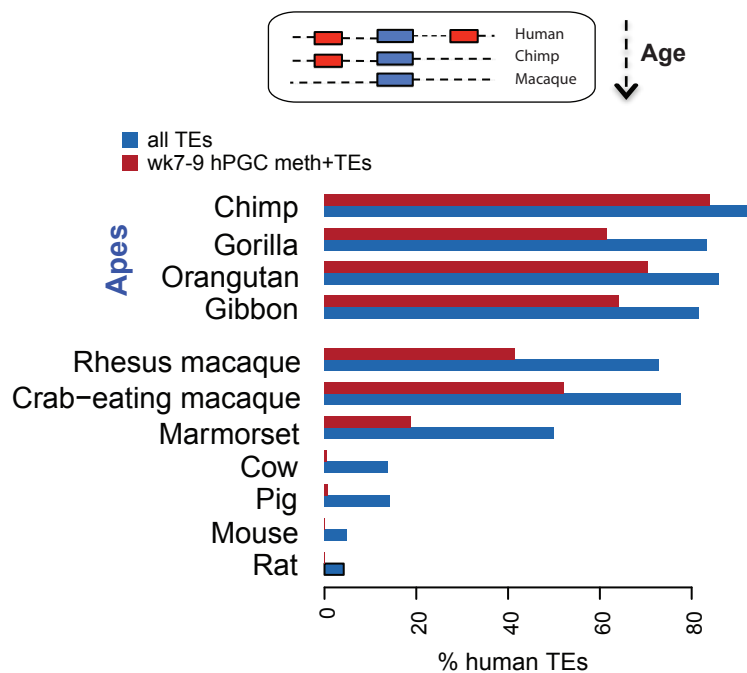 Human
Chimp
Macaque
Age
all TEs
wk7-9 hPGC meth+TEs
Apes
Chimp
Gorilla
Orangutan
Gibbon
Rhesus macaque
Crab-eating macaque
Marmorset
Cow
Pig
Mouse
Rat
0
20
40
60
80
% human TEs